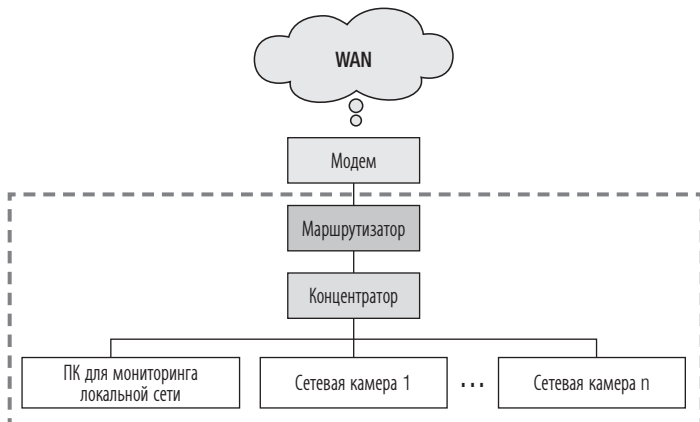 WAN
Модем
Маршрутизатор
Концентратор
ПК для мониторинга
локальной сети
Сетевая камера 1
...
Сетевая камера n